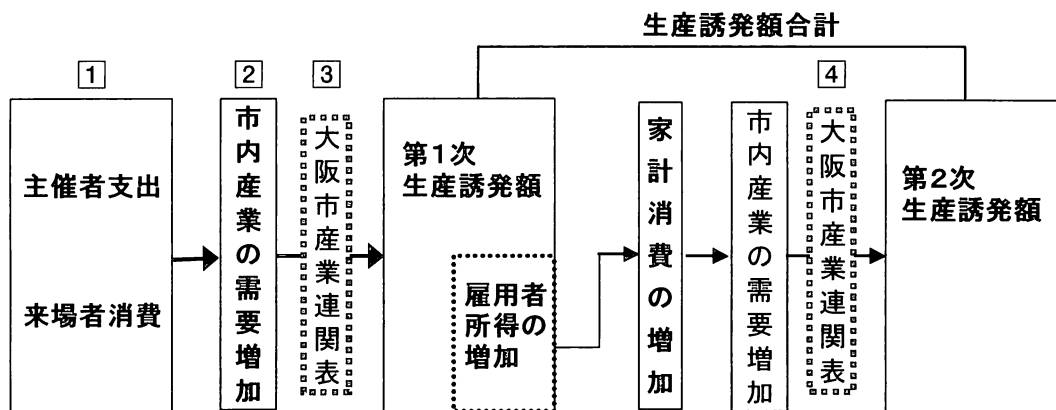 生産誘発額合計
1
2
3
4
主催者支出
来場者消費
市内産業の需要増加
大阪市産業連関表
第1次
生産誘発額
雇用者
所得の
増加
家計消費の増加
市内産業の需要増加
大阪市産業連関表
第2次
生産誘発額